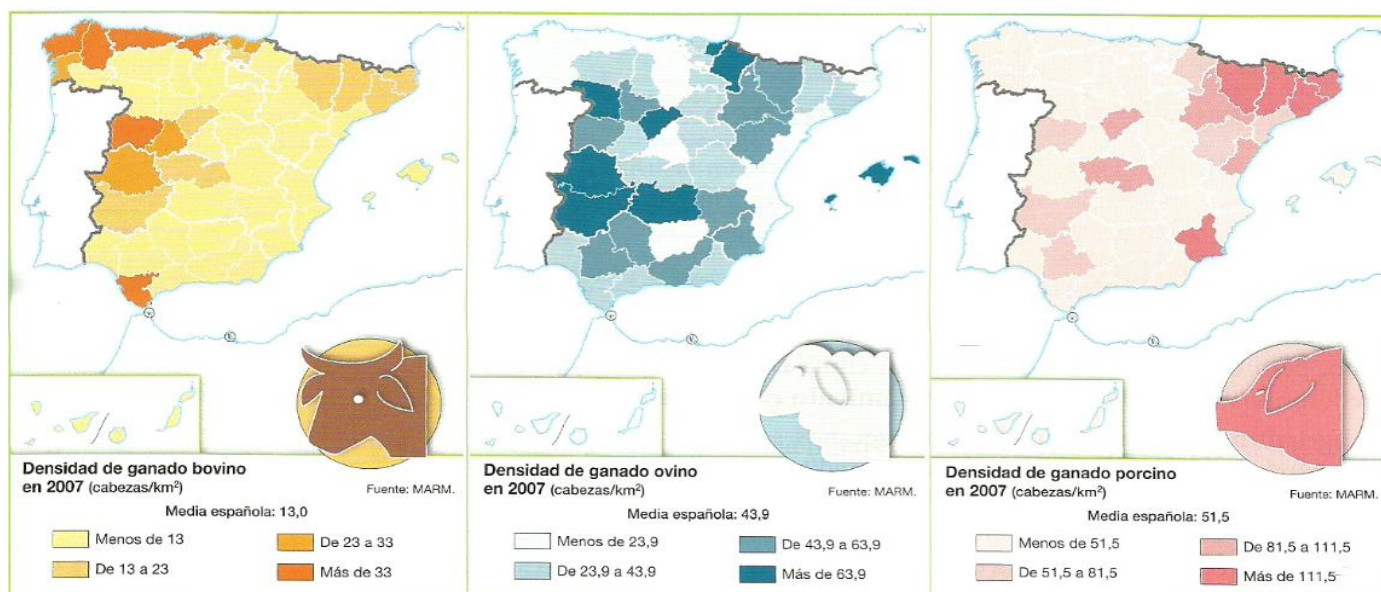 Densidad de ganado bovino
en 2007 (cabezas/km²)
Fuente: MARM.
Media española: 13,0
Menos de 13
De 23 a 33
De 13 a 23
Más de 33
Densidad de ganado ovino
en 2007 (cabezas/km²)
Fuente: MARM.
Media española: 43,9
Menos de 23,9
De 43,9 a 63,9
De 23,9 a 43,9
Más de 63,9
Densidad de ganado porcino
en 2007 (cabezas/km²)
Fuente: MARM.
Media española: 51,5
Menos de 51,5
De 81,5 a 111,5
De 51,5 a 81,5
Más de 111,5